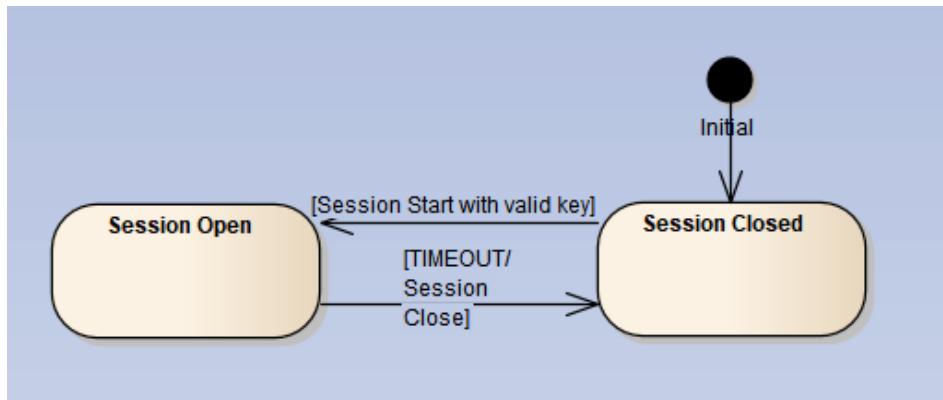 Initial
[Session Start with valid key]
Session Open
Session Closed
[TIMEOUT/
Session
Close]